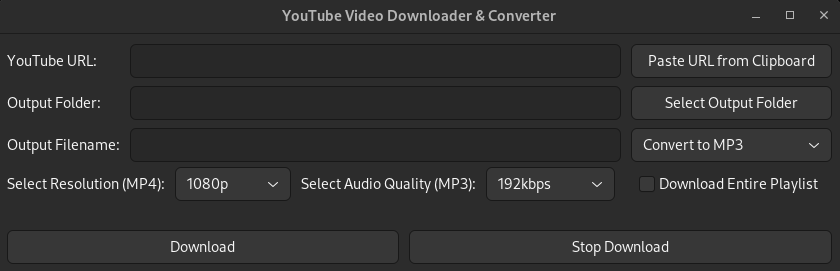 YouTube Video Downloader & Converter
YouTube URL: Paste URL from Clipboard
Output Folder: Select Output Folder
Output Filename: Convert to MP3
Select Resolution (MP4): 1080p Select Audio Quality (MP3): 192kbps Download Entire Playlist
Download Stop Download